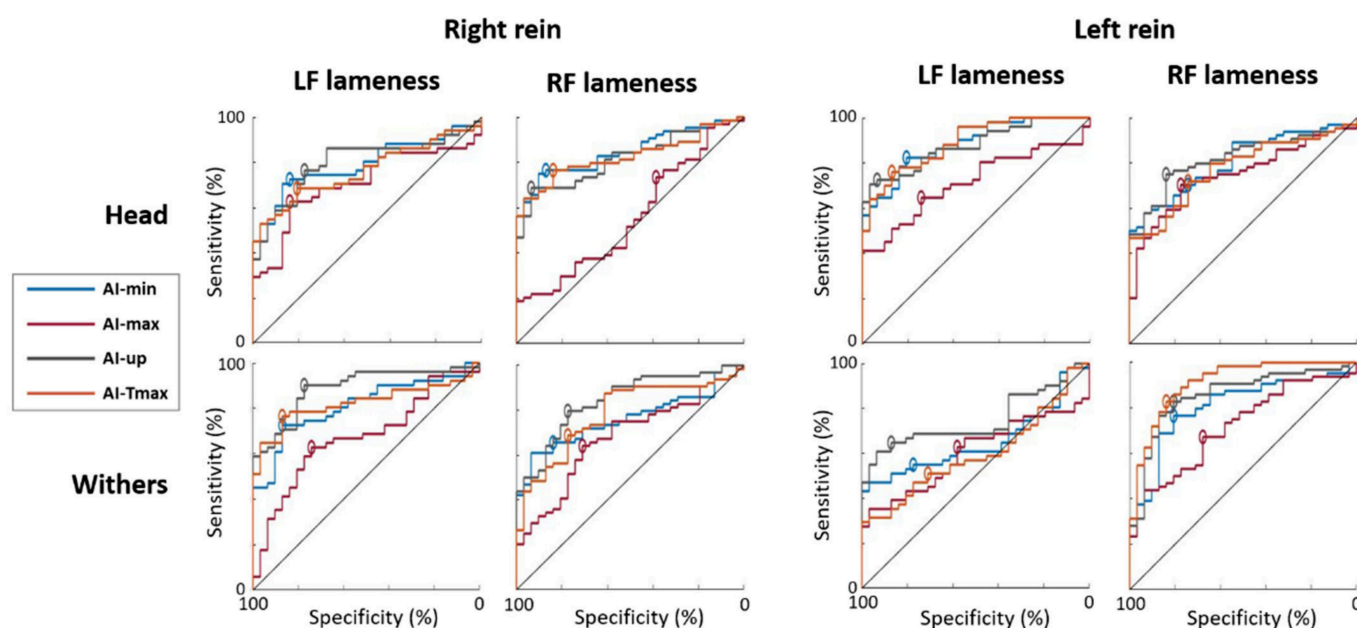 Right rein
Left rein
LF lameness
RF lameness
LF lameness
RF lameness
Head
Sensitivity (%)
100
0
Sensitivity (%)
100
0
AI-min
AI-max
AI-up
AI-Tmax
Withers
Sensitivity (%)
100
0
Sensitivity (%)
100
0
100
Specificity (%)
0
100
Specificity (%)
0
100
Specificity (%)
0
100
Specificity (%)
0